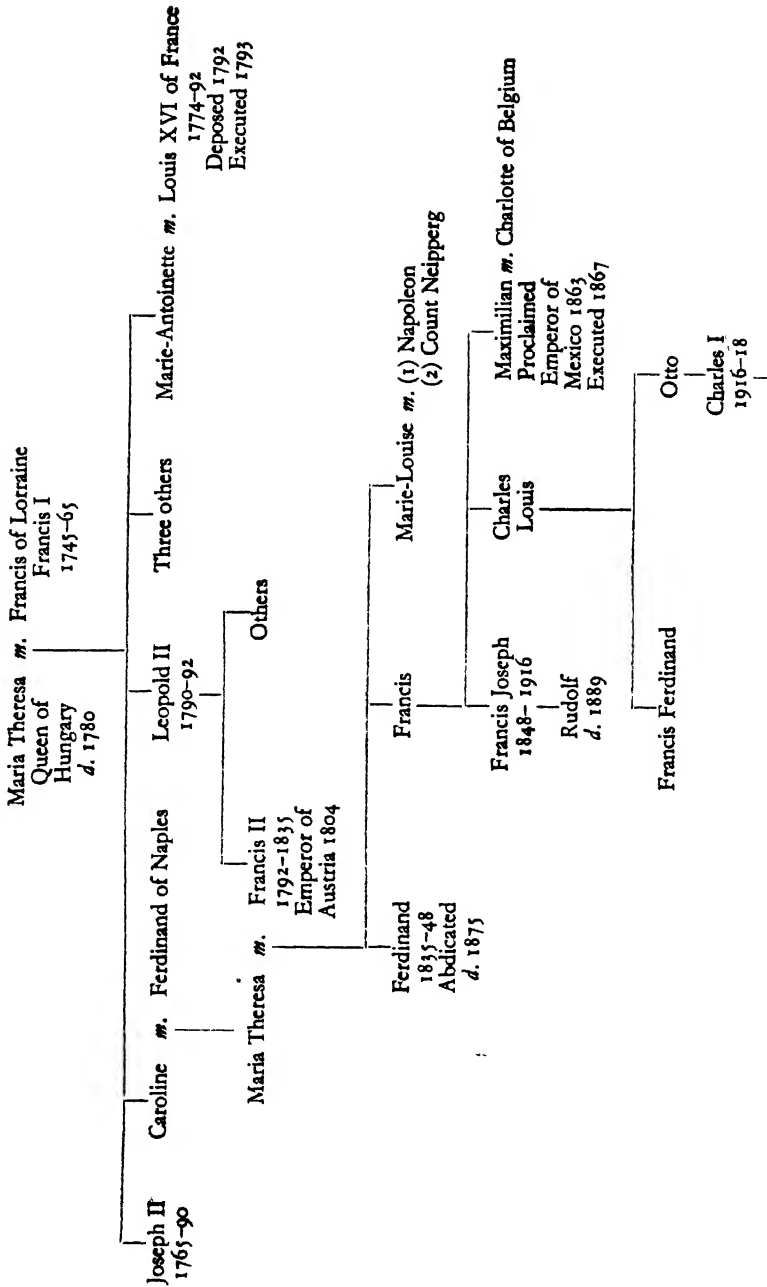 Maria Theresa m. Francis of Lorraine
Queen of Francis I
Hungary 1745–65
d. 1780
Joseph II Caroline m. Ferdinand of Naples Leopold II Three others Marie-Antoinette m. Louis XVI of France
1765–90 1790–92 1774–92
Deposed 1792
Executed 1793
Maria Theresa m. Francis II Others
1792–1835
Emperor of
Austria 1804
Ferdinand Francis Marie-Louise m. (1) Napoleon
1835–48 (2) Count Neipperg
Abdicated
d. 1875
Francis Joseph Charles Maximilian m. Charlotte of Belgium
1848–1916 Louis Proclaimed
Rudolf Emperor of
d. 1889 Mexico 1863
Executed 1867
Francis Ferdinand Otto
Charles I
1916–18